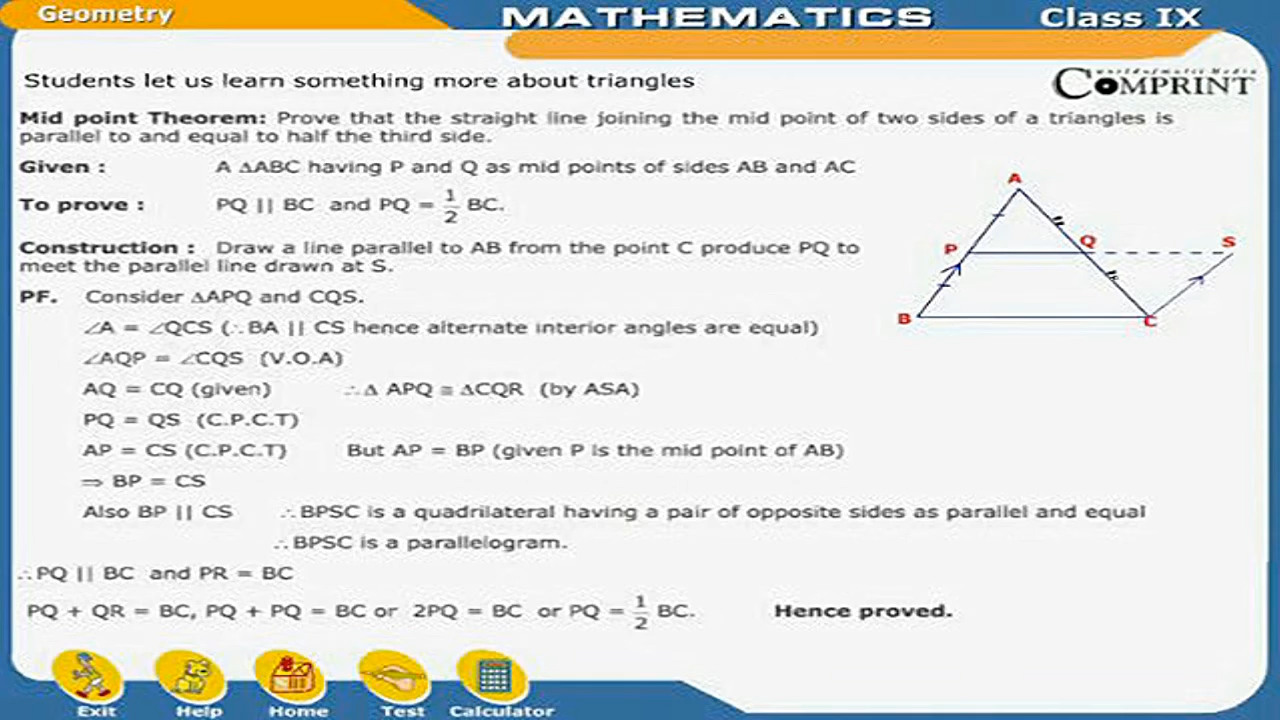 Geometry
MATHEMATICS
Class IX
Students let us learn something more about triangles
COMPRINT
Mid point Theorem: Prove that the straight line joining the mid point of two sides of a triangles is
parallel to and equal to half the third side.
Given : A ΔABC having P and Q as mid points of sides AB and AC
To prove : PQ || BC and PQ = 1/2 BC.
Construction : Draw a line parallel to AB from the point C produce PQ to
meet the parallel line drawn at S.
PF. Consider ΔAPQ and CQS.
∠A = ∠QCS (∴BA || CS hence alternate interior angles are equal)
∠AQP = ∠CQS (V.O.A)
AQ = CQ (given) ∴Δ APQ ≅ ΔCQR (by ASA)
PQ = QS (C.P.C.T)
AP = CS (C.P.C.T) But AP = BP (given P is the mid point of AB)
⇒ BP = CS
Also BP || CS ∴BPSC is a quadrilateral having a pair of opposite sides as parallel and equal
∴BPSC is a parallelogram.
∴PQ || BC and PR = BC
PQ + QR = BC, PQ + PQ = BC or 2PQ = BC or PQ = 1/2 BC. Hence proved.
A
P
Q
S
B
C
Exit
Help
Home
Test
Calculator